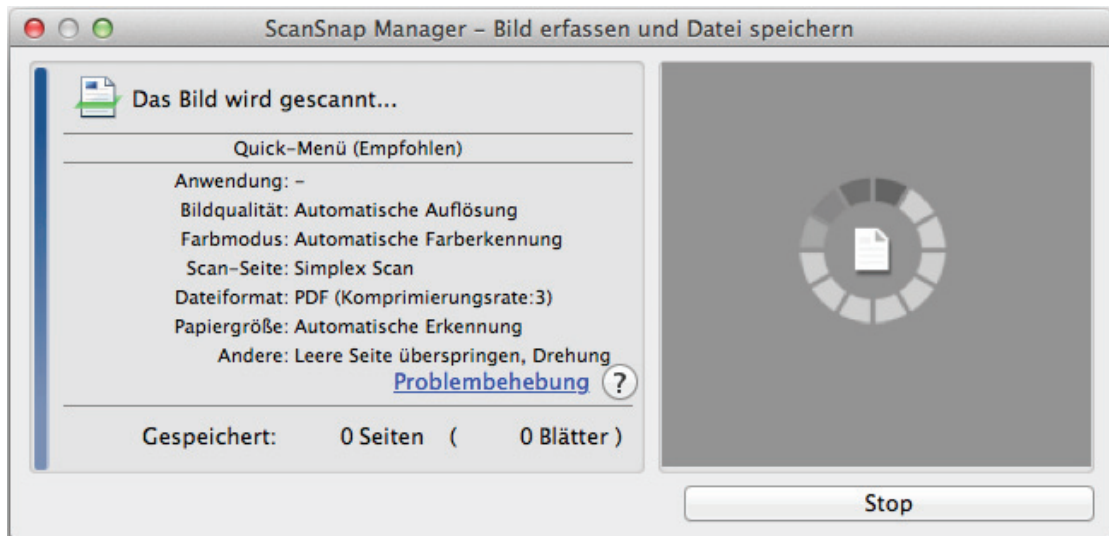 ScanSnap Manager – Bild erfassen und Datei speichern
Das Bild wird gescannt...
Quick-Menü (Empfohlen)
Anwendung: –
Bildqualität: Automatische Auflösung
Farbmodus: Automatische Farberkennung
Scan-Seite: Simplex Scan
Dateiformat: PDF (Komprimierungsrate:3)
Papiergröße: Automatische Erkennung
Andere: Leere Seite überspringen, Drehung
Problembehebung ?
Gespeichert: 0 Seiten ( 0 Blätter )
Stop